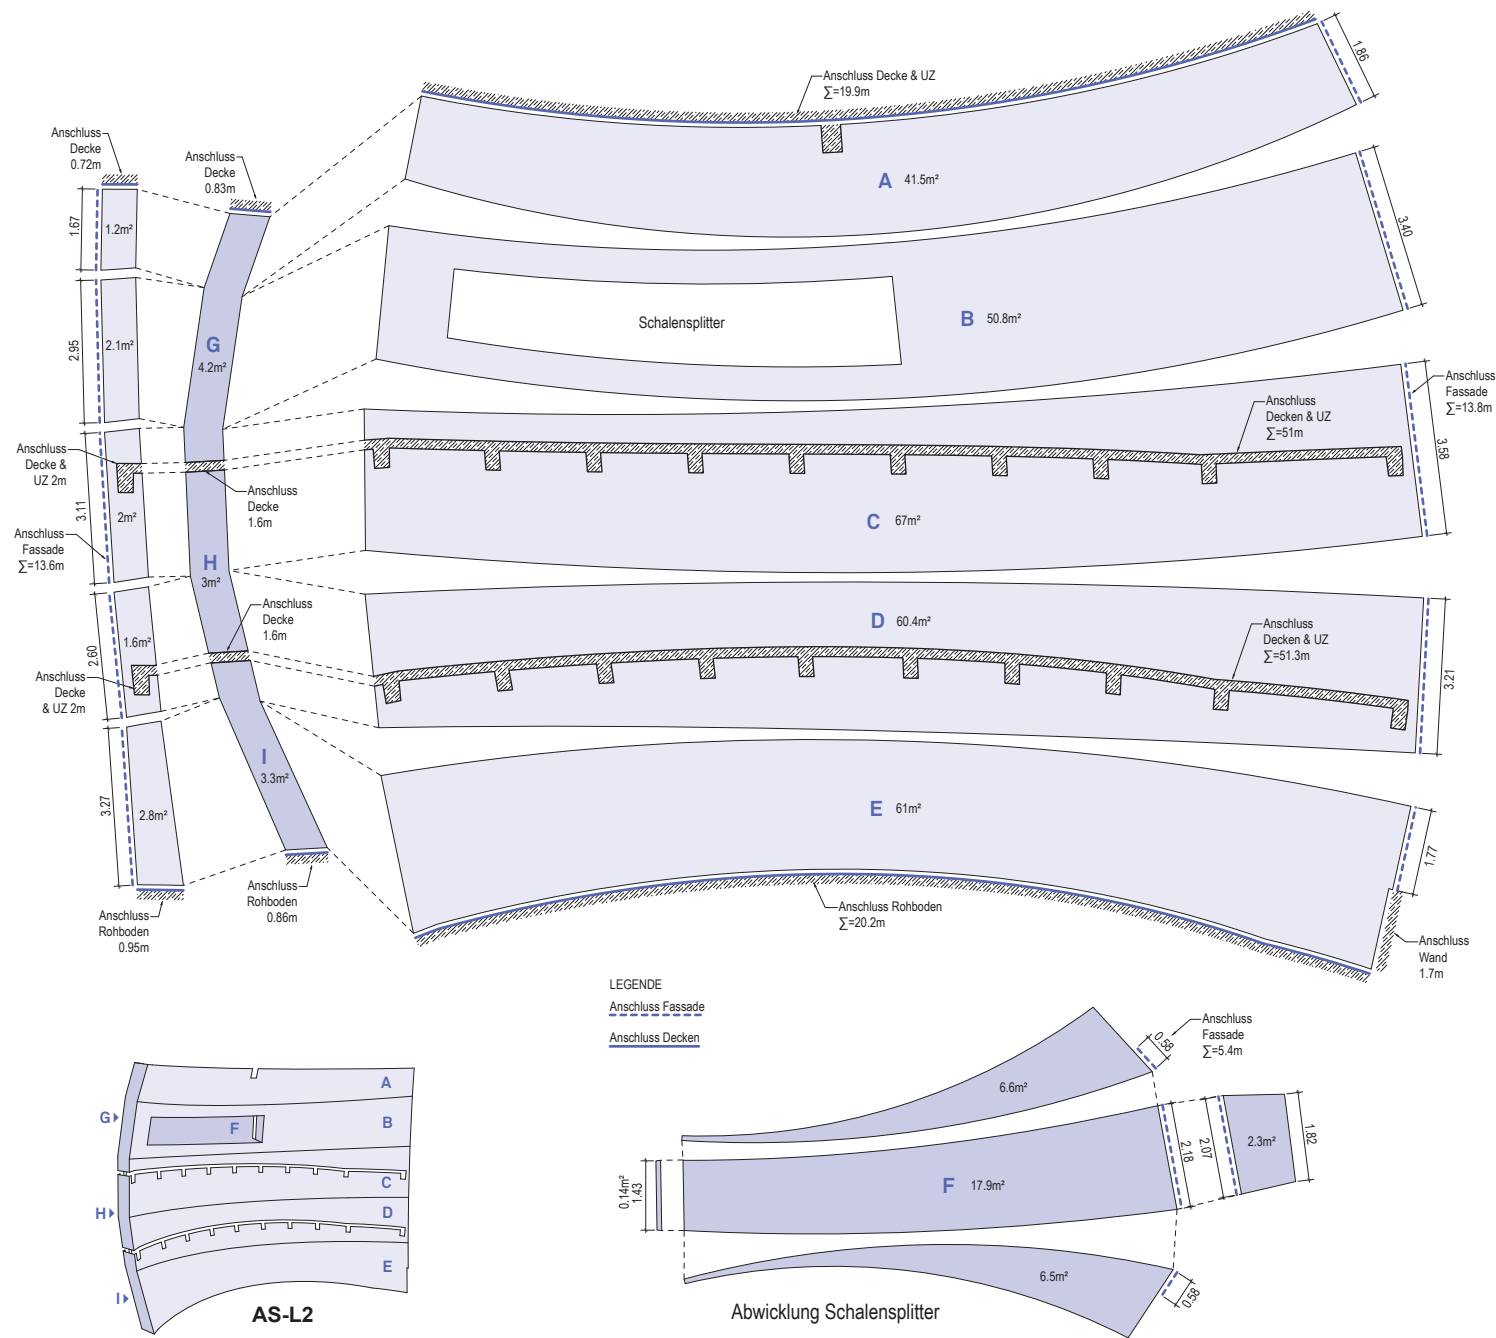 Anschluss Decke & UZ
∑=19.9m
1.86
A 41.5m²
Anschluss
Decke
0.72m
Anschluss
Decke
0.83m
1.67
1.2m²
3.40
B 50.8m²
Schalensplitter
2.95
2.1m²
G
4.2m²
Anschluss
Fassade
∑=13.8m
Anschluss
Decken & UZ
∑=51m
3.58
Anschluss
Decke &
UZ 2m
Anschluss
Decke
1.6m
3.11
2m²
C 67m²
Anschluss
Fassade
∑=13.6m
H
3m²
Anschluss
Decke
1.6m
D 60.4m²
Anschluss
Decken & UZ
∑=51.3m
2.60
1.6m²
Anschluss
Decke
& UZ 2m
3.21
I
3.3m²
3.27
2.8m²
E 61m²
1.77
Anschluss
Rohboden
0.86m
Anschluss
Rohboden
0.95m
Anschluss Rohboden
∑=20.2m
Anschluss
Wand
1.7m
LEGENDE
Anschluss Fassade
Anschluss Decken
A
G
B
F
C
H
D
E
I
AS-L2
Anschluss
Fassade
∑=5.4m
0.58
6.6m²
0.14m²
1.43
F 17.9m²
2.18
2.07
2.3m²
1.82
6.5m²
0.58
Abwicklung Schalensplitter